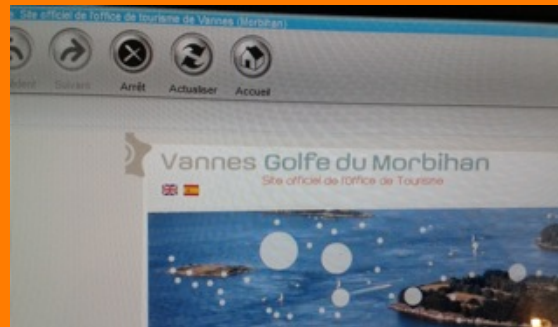 Site officiel de l'office de tourisme de Vannes (Morbihan)
Suivant Arrêt Actualiser Accueil
Vannes Golfe du Morbihan
Site officiel de l'Office de Tourisme